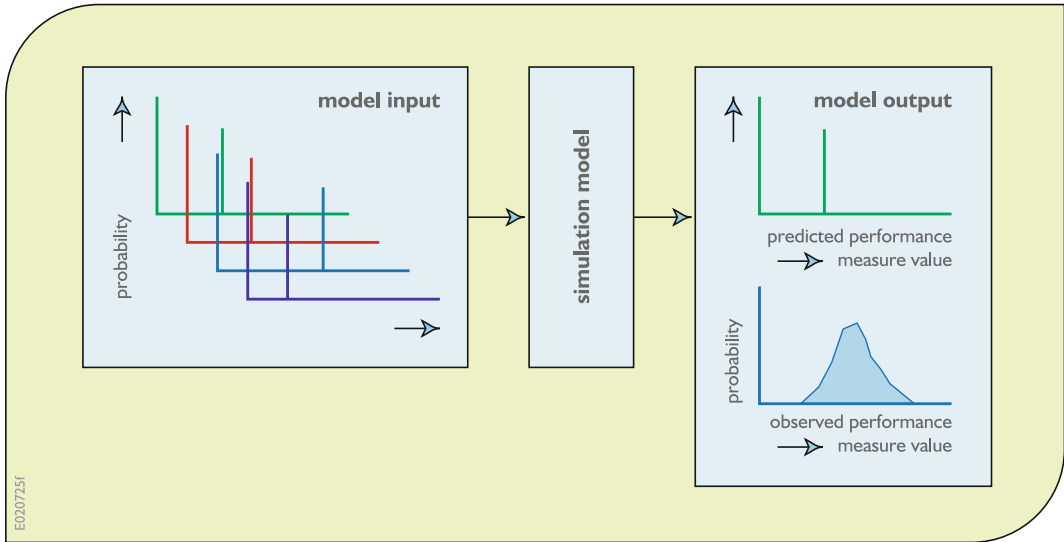 model input
probability
simulation model
model output
predicted performance
measure value
probability
observed performance
measure value
E020725f